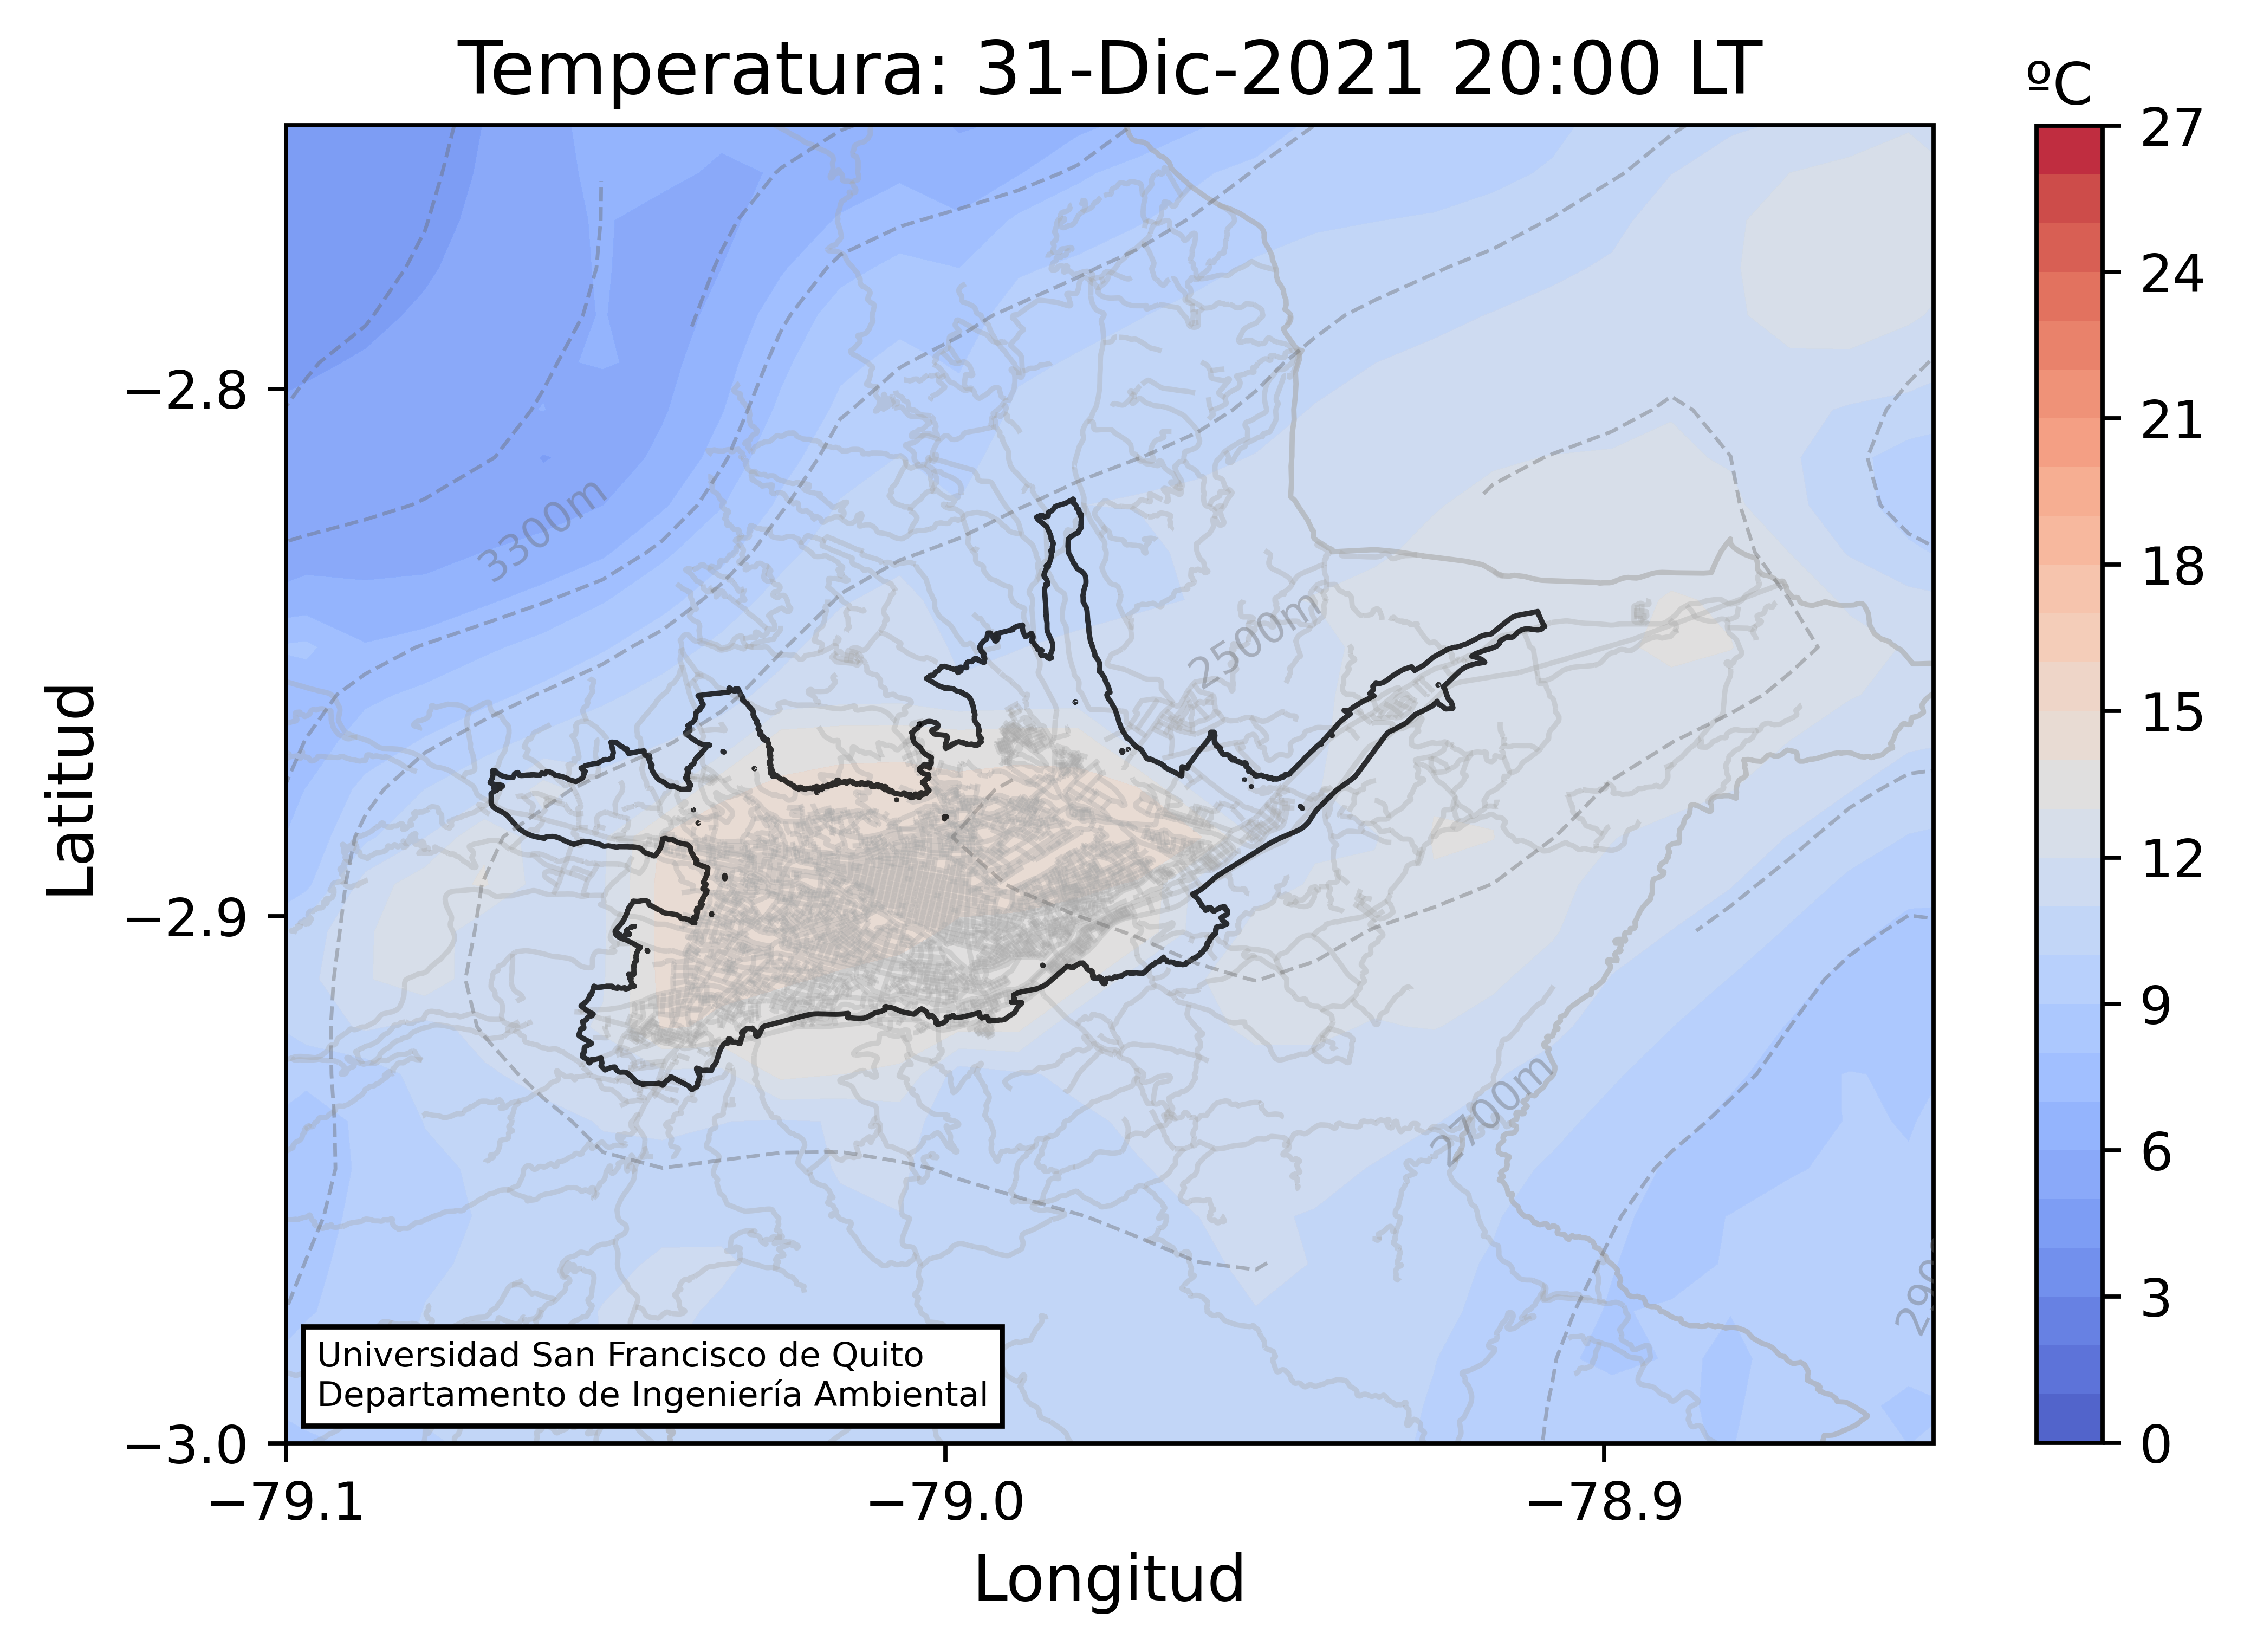 Temperatura: 31-Dic-2021 20:00 LT
ºC
27
24
21
18
15
12
9
6
3
0
Latitud
−2.8
−2.9
−3.0
3300m
2500m
2700m
290
Universidad San Francisco de Quito
Departamento de Ingeniería Ambiental
−79.1
−79.0
−78.9
Longitud